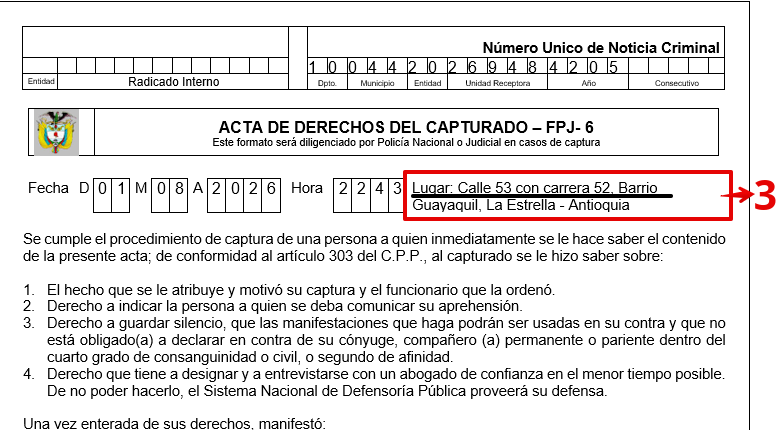 Número Unico de Noticia Criminal
1 0 0 4 4 2 0 2 6 9 4 8 4 2 0 5
Entidad Radicado Interno Dpto. Municipio Entidad Unidad Receptora Año Consecutivo
ACTA DE DERECHOS DEL CAPTURADO – FPJ- 6
Este formato será diligenciado por Policía Nacional o Judicial en casos de captura
Fecha D 0 1 M 0 8 A 2 0 2 6 Hora 2 2 4 3 Lugar: Calle 53 con carrera 52, Barrio
Guayaquil, La Estrella - Antioquia
3
Se cumple el procedimiento de captura de una persona a quien inmediatamente se le hace saber el contenido
de la presente acta; de conformidad al artículo 303 del C.P.P., al capturado se le hizo saber sobre:
1. El hecho que se le atribuye y motivó su captura y el funcionario que la ordenó.
2. Derecho a indicar la persona a quien se deba comunicar su aprehensión.
3. Derecho a guardar silencio, que las manifestaciones que haga podrán ser usadas en su contra y que no
está obligado(a) a declarar en contra de su cónyuge, compañero (a) permanente o pariente dentro del
cuarto grado de consanguinidad o civil, o segundo de afinidad.
4. Derecho que tiene a designar y a entrevistarse con un abogado de confianza en el menor tiempo posible.
De no poder hacerlo, el Sistema Nacional de Defensoría Pública proveerá su defensa.
Una vez enterada de sus derechos, manifestó: